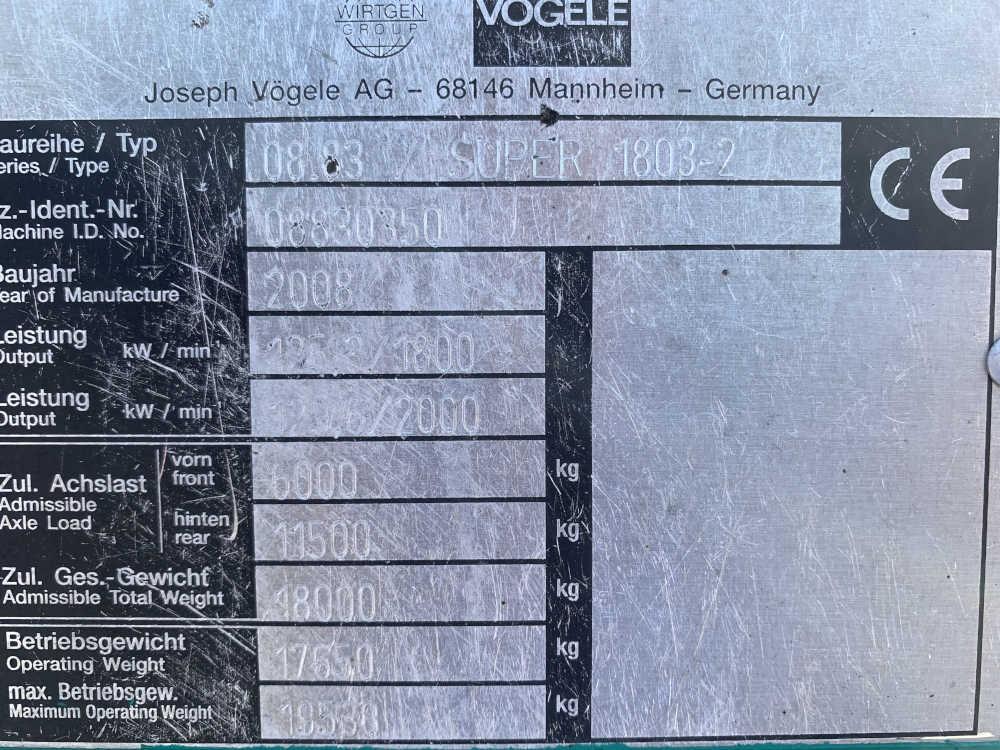 WIRTGEN
GROUP
VÖGELE
Joseph Vögele AG – 68146 Mannheim – Germany
aureihe / Typ
eries / Type
08.83 / SUPER 1803-2
CE
z.-Ident.-Nr.
achine I.D. No.
08830350
Baujahr
ear of Manufacture
2008
Leistung
Output
kW / min
/1800
Leistung
Output
kW / min
/2000
Zul. Achslast
Admissible
Axle Load
vorn
front
6000
kg
hinten
rear
11500
kg
Zul. Ges.-Gewicht
Admissible Total Weight
18000
kg
Betriebsgewicht
Operating Weight
17650
kg
max. Betriebsgew.
Maximum Operating Weight
kg